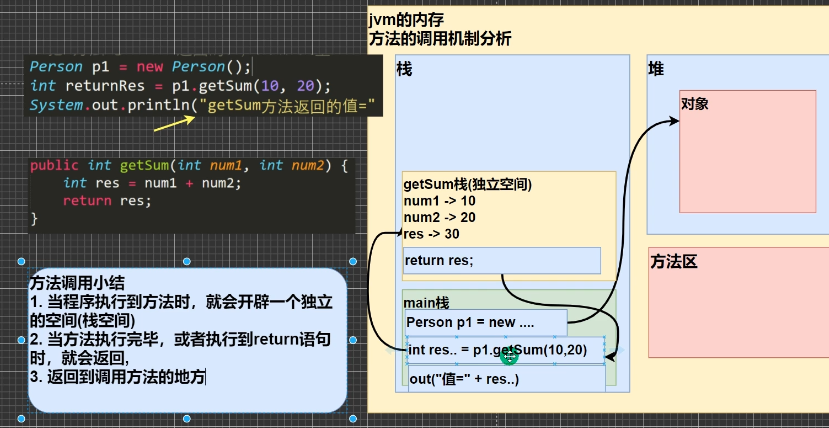 Person p1 = new Person();
int returnRes = p1.getSum(10, 20);
System.out.println("getSum方法返回的值="
public int getSum(int num1, int num2) {
int res = num1 + num2;
return res;
}
方法调用小结
1. 当程序执行到方法时，就会开辟一个独立
的空间(栈空间)
2. 当方法执行完毕，或者执行到return语句
时，就会返回,
3. 返回到调用方法的地方
jvm的内存
方法的调用机制分析
栈
getSum栈(独立空间)
num1 -> 10
num2 -> 20
res -> 30
return res;
main栈
Person p1 = new ....
int res.. = p1.getSum(10,20)
out("值=" + res..)
堆
对象
方法区